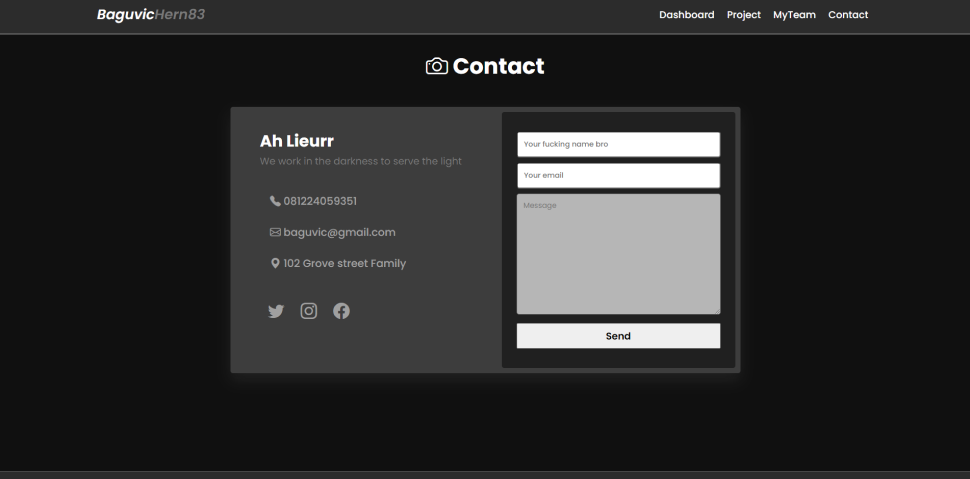 BaguvicHern83
Dashboard Project MyTeam Contact
Contact
Ah Lieurr
We work in the darkness to serve the light
081224059351
baguvic@gmail.com
102 Grove street Family
Your fucking name bro
Your email
Message
Send